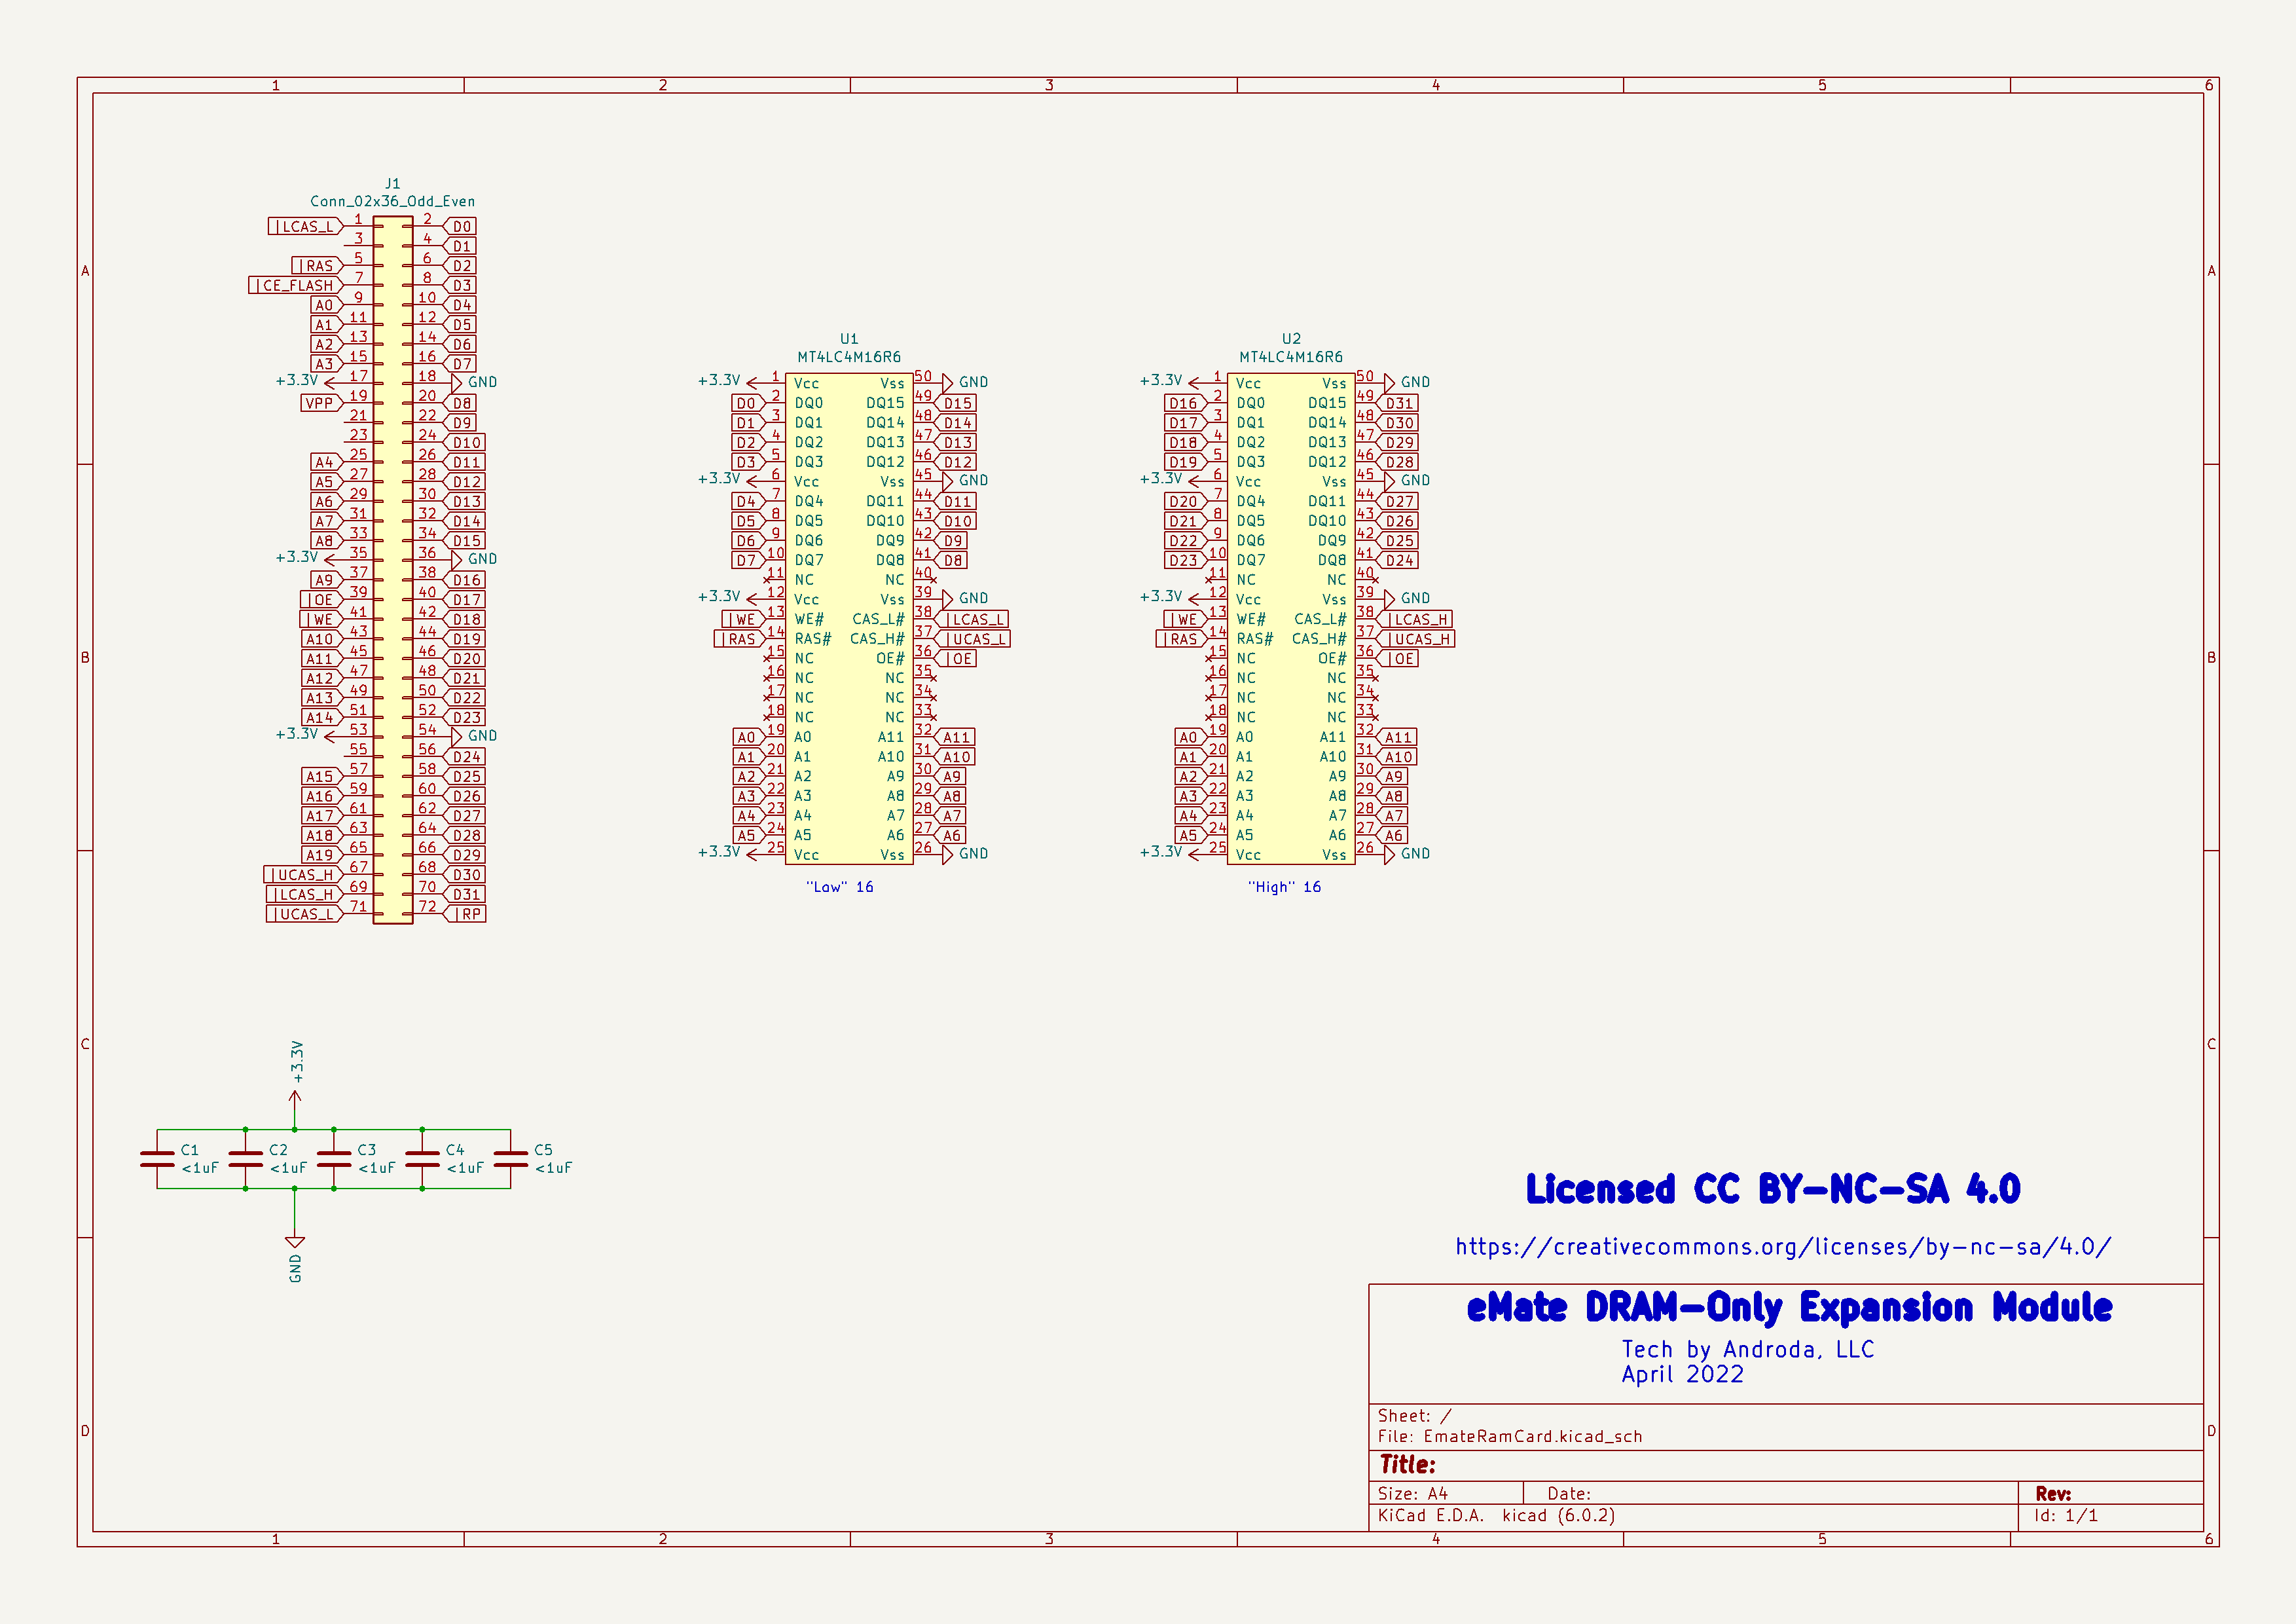 1 2 3 4 5 6
J1
Conn_02x36_Odd_Even
|LCAS_L 1 2 D0
3 4 D1
|RAS 5 6 D2
|CE_FLASH 7 8 D3
A0 9 10 D4
A1 11 12 D5
A2 13 14 D6
A3 15 16 D7
+3.3V 17 18 GND
VPP 19 20 D8
21 22 D9
23 24 D10
A4 25 26 D11
A5 27 28 D12
A6 29 30 D13
A7 31 32 D14
A8 33 34 D15
+3.3V 35 36 GND
A9 37 38 D16
|OE 39 40 D17
|WE 41 42 D18
A10 43 44 D19
A11 45 46 D20
A12 47 48 D21
A13 49 50 D22
A14 51 52 D23
+3.3V 53 54 GND
55 56 D24
A15 57 58 D25
A16 59 60 D26
A17 61 62 D27
A18 63 64 D28
A19 65 66 D29
|UCAS_H 67 68 D30
|LCAS_H 69 70 D31
|UCAS_L 71 72 |RP
U1
MT4LC4M16R6
+3.3V 1 Vcc Vss 50 GND
D0 2 DQ0 DQ15 49 D15
D1 3 DQ1 DQ14 48 D14
D2 4 DQ2 DQ13 47 D13
D3 5 DQ3 DQ12 46 D12
+3.3V 6 Vcc Vss 45 GND
D4 7 DQ4 DQ11 44 D11
D5 8 DQ5 DQ10 43 D10
D6 9 DQ6 DQ9 42 D9
D7 10 DQ7 DQ8 41 D8
11 NC NC 40
+3.3V 12 Vcc Vss 39 GND
|WE 13 WE# CAS_L# 38 |LCAS_L
|RAS 14 RAS# CAS_H# 37 |UCAS_L
15 NC OE# 36 |OE
16 NC NC 35
17 NC NC 34
18 NC NC 33
A0 19 A0 A11 32 A11
A1 20 A1 A10 31 A10
A2 21 A2 A9 30 A9
A3 22 A3 A8 29 A8
A4 23 A4 A7 28 A7
A5 24 A5 A6 27 A6
+3.3V 25 Vcc Vss 26 GND
"Low" 16
U2
MT4LC4M16R6
+3.3V 1 Vcc Vss 50 GND
D16 2 DQ0 DQ15 49 D31
D17 3 DQ1 DQ14 48 D30
D18 4 DQ2 DQ13 47 D29
D19 5 DQ3 DQ12 46 D28
+3.3V 6 Vcc Vss 45 GND
D20 7 DQ4 DQ11 44 D27
D21 8 DQ5 DQ10 43 D26
D22 9 DQ6 DQ9 42 D25
D23 10 DQ7 DQ8 41 D24
11 NC NC 40
+3.3V 12 Vcc Vss 39 GND
|WE 13 WE# CAS_L# 38 |LCAS_H
|RAS 14 RAS# CAS_H# 37 |UCAS_H
15 NC OE# 36 |OE
16 NC NC 35
17 NC NC 34
18 NC NC 33
A0 19 A0 A11 32 A11
A1 20 A1 A10 31 A10
A2 21 A2 A9 30 A9
A3 22 A3 A8 29 A8
A4 23 A4 A7 28 A7
A5 24 A5 A6 27 A6
+3.3V 25 Vcc Vss 26 GND
"High" 16
A A
B B
C C
D D
+3.3V
C1 C2 C3 C4 C5
<1uF <1uF <1uF <1uF <1uF
GND
Licensed CC BY-NC-SA 4.0
https://creativecommons.org/licenses/by-nc-sa/4.0/
eMate DRAM-Only Expansion Module
Tech by Androda, LLC
April 2022
Sheet: /
File: EmateRamCard.kicad_sch
Title:
Size: A4 Date: Rev:
KiCad E.D.A. kicad (6.0.2) Id: 1/1
1 2 3 4 5 6